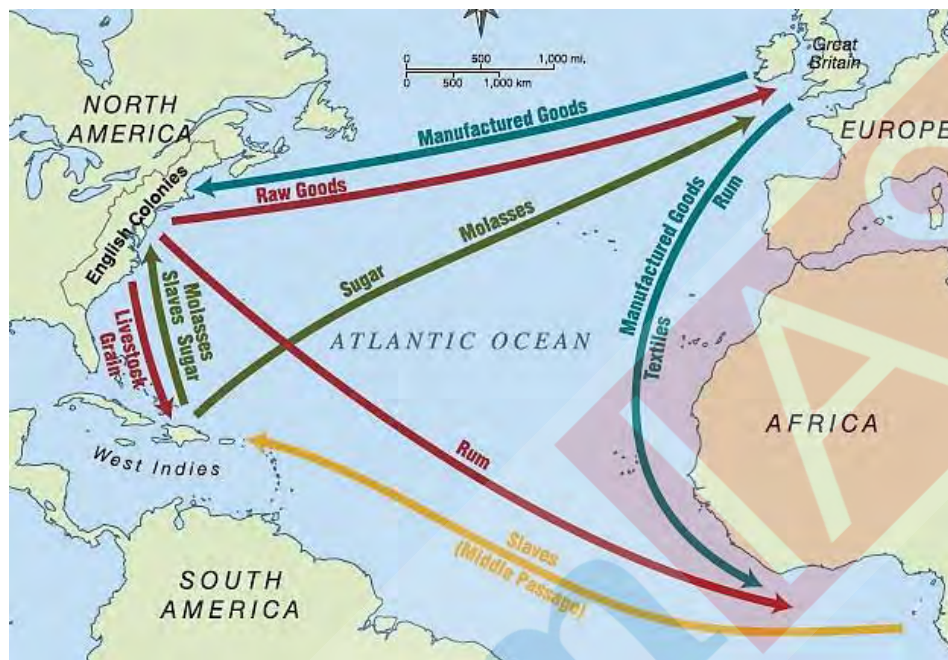 0 500 1,000 mi.
0 500 1,000 km
Great
Britain
NORTH
AMERICA
EUROPE
Manufactured Goods
Raw Goods
English Colonies
Molasses
Sugar
Manufactured Goods
Rum
Textiles
Molasses
Slaves Sugar
Livestock
Grain
ATLANTIC OCEAN
AFRICA
West Indies
Rum
Slaves
(Middle Passage)
SOUTH
AMERICA